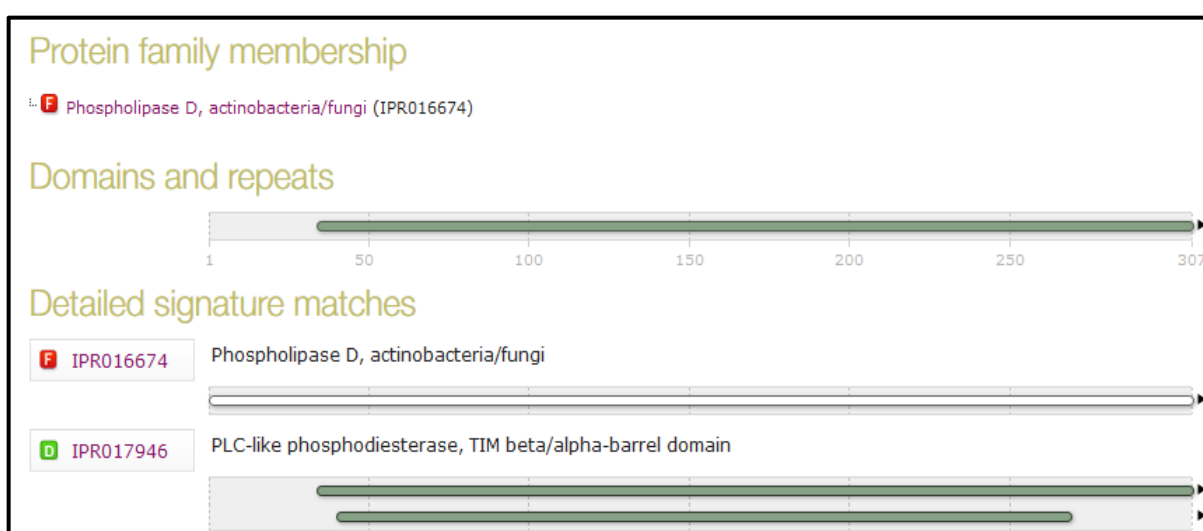 Protein family membership
F Phospholipase D, actinobacteria/fungi (IPR016674)
Domains and repeats
1 50 100 150 200 250 307
Detailed signature matches
F IPR016674 Phospholipase D, actinobacteria/fungi
D IPR017946 PLC-like phosphodiesterase, TIM beta/alpha-barrel domain